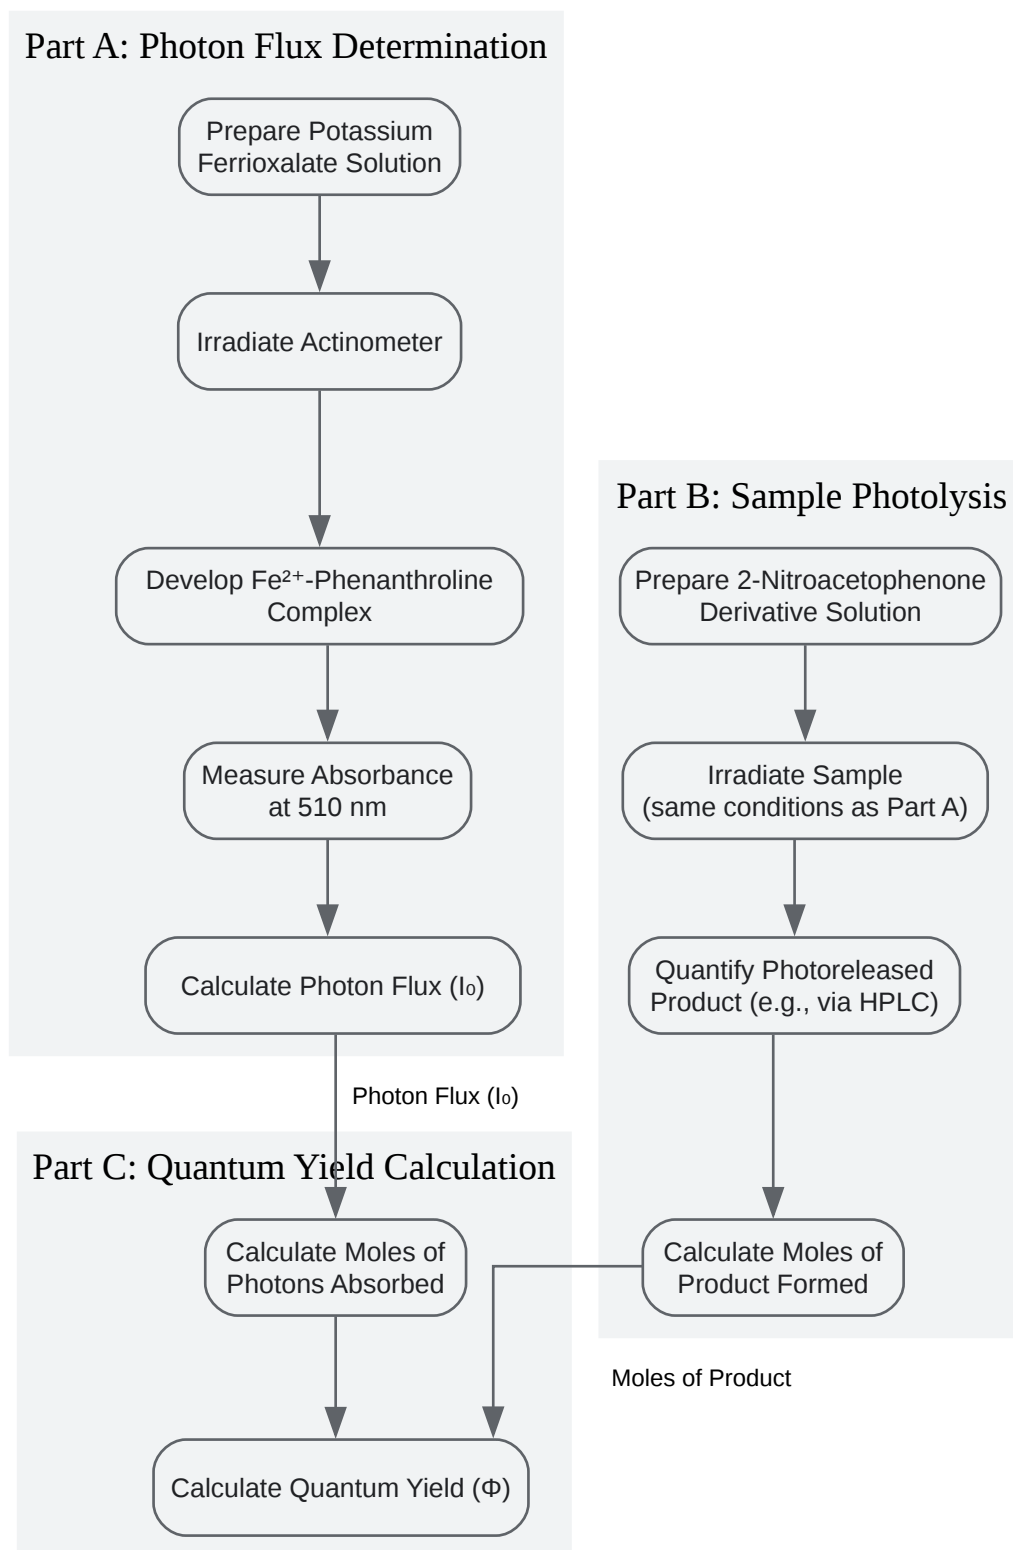 Part A: Photon Flux Determination
Prepare Potassium
Ferrioxalate Solution
Irradiate Actinometer
Develop Fe²⁺-Phenanthroline
Complex
Measure Absorbance
at 510 nm
Calculate Photon Flux (I₀)
Photon Flux (I₀)
Part B: Sample Photolysis
Prepare 2-Nitroacetophenone
Derivative Solution
Irradiate Sample
(same conditions as Part A)
Quantify Photoreleased
Product (e.g., via HPLC)
Calculate Moles of
Product Formed
Moles of Product
Part C: Quantum Yield Calculation
Calculate Moles of
Photons Absorbed
Calculate Quantum Yield (Φ)